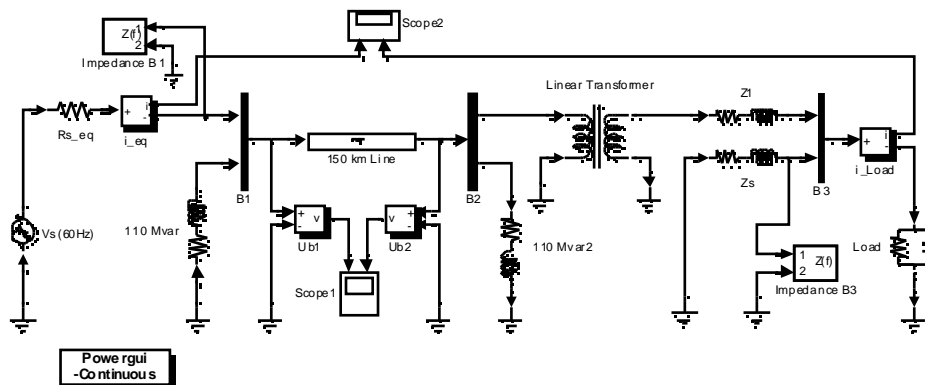 Scope2
Z(f)
1
2
Impedance B1
Linear Transformer
Z1
+
i
-
Rs_eq
i_eq
150 km Line
B1
B2
Zs
B3
+
i
-
i_Load
Vs (60Hz)
110 Mvar
+
-
v
Ub1
v
+
-
Ub2
110 Mvar2
1
2
Z(f)
Load
Scope1
Impedance B3
Powergui
-Continuous